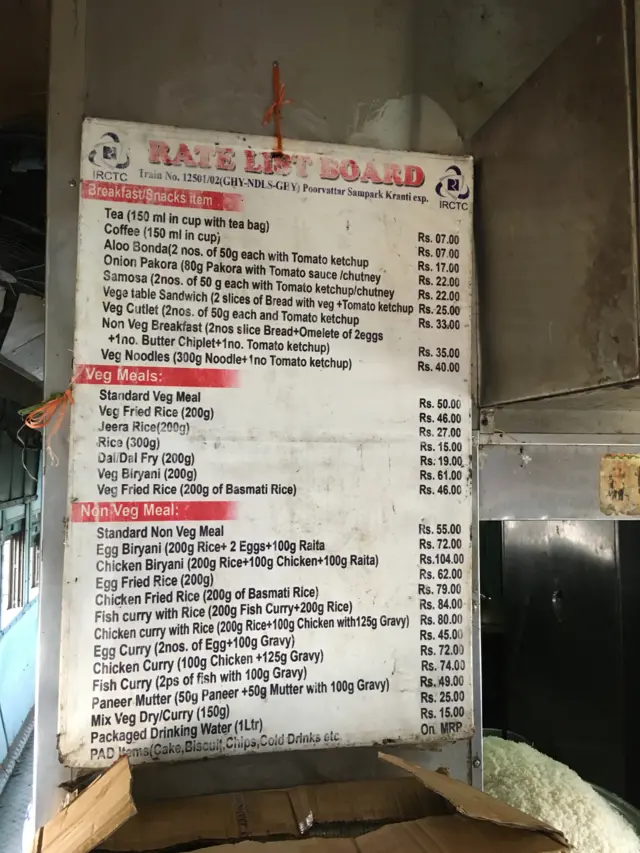 RATE LIST BOARD
IRCTC
Train No. 12501/02(GHY-NDLS-GHY) Poorvattar Sampark Kranti exp.
IRCTC
Breakfast/Snacks item
Tea (150 ml in cup with tea bag) Rs. 07.00
Coffee (150 ml in cup) Rs. 07.00
Aloo Bonda(2 nos. of 50g each with Tomato ketchup Rs. 17.00
Onion Pakora (80g Pakora with Tomato sauce /chutney Rs. 22.00
Samosa (2nos. of 50 g each with Tomato ketchup/chutney Rs. 22.00
Vege table Sandwich (2 slices of Bread with veg +Tomato ketchup Rs. 25.00
Veg Cutlet (2nos. of 50g each and Tomato ketchup Rs. 33.00
Non Veg Breakfast (2nos slice Bread+Omelete of 2eggs
+1no. Butter Chiplet+1no. Tomato ketchup) Rs. 35.00
Veg Noodles (300g Noodle+1no Tomato ketchup) Rs. 40.00
Veg Meals:
Standard Veg Meal Rs. 50.00
Veg Fried Rice (200g) Rs. 46.00
Jeera Rice(200g) Rs. 27.00
Rice (300g) Rs. 15.00
Dal/Dal Fry (200g) Rs. 19.00
Veg Biryani (200g) Rs. 61.00
Veg Fried Rice (200g of Basmati Rice) Rs. 46.00
Non Veg Meal:
Standard Non Veg Meal Rs. 55.00
Egg Biryani (200g Rice+ 2 Eggs+100g Raita Rs. 72.00
Chicken Biryani (200g Rice+100g Chicken+100g Raita) Rs.104.00
Egg Fried Rice (200g) Rs. 62.00
Chicken Fried Rice (200g of Basmati Rice) Rs. 79.00
Fish curry with Rice (200g Fish Curry+200g Rice) Rs. 84.00
Chicken curry with Rice (200g Rice+100g Chicken with125g Gravy) Rs. 80.00
Egg Curry (2nos. of Egg+100g Gravy) Rs. 45.00
Chicken Curry (100g Chicken +125g Gravy) Rs. 72.00
Fish Curry (2ps of fish with 100g Gravy) Rs. 74.00
Paneer Mutter (50g Paneer +50g Mutter with 100g Gravy) Rs. 49.00
Mix Veg Dry/Curry (150g) Rs. 25.00
Packaged Drinking Water (1Ltr) Rs. 15.00
PAD Items(Cake,Biscuit,Chips,Cold Drinks etc On MRP